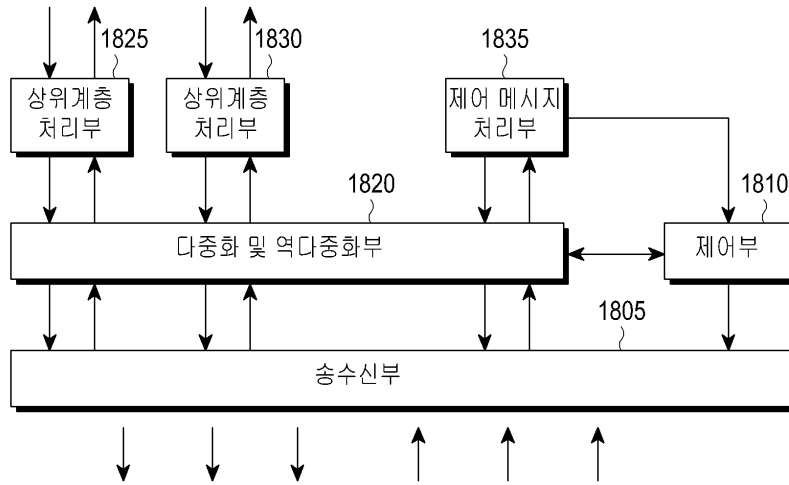 1825
1830
1835
상위계층
처리부
상위계층
처리부
제어 메시지
처리부
1820
1810
다중화 및 역다중화부
제어부
1805
송수신부